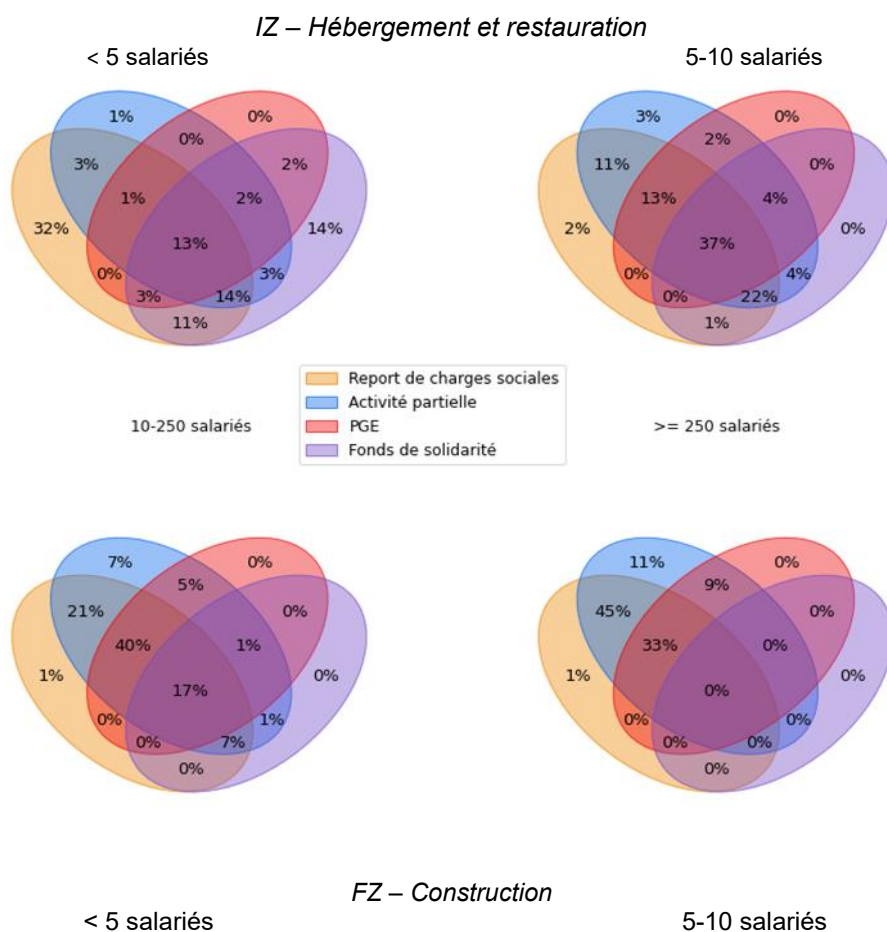 IZ – Hébergement et restauration
< 5 salariés 5-10 salariés
1% 0% 3% 0%
0% 2%
3% 2% 11% 0%
1% 2% 13% 4%
32% 14% 2% 0%
13% 37%
0% 3% 0% 4%
3% 14% 0% 22%
11% 1%
Report de charges sociales
Activité partielle
PGE
Fonds de solidarité
10-250 salariés >= 250 salariés
7% 0% 11% 0%
5% 9%
21% 0% 45% 0%
40% 1% 33% 0%
1% 0% 1% 0%
17% 0%
0% 1% 0% 0%
0% 7% 0% 0%
0% 0%
FZ – Construction
< 5 salariés 5-10 salariés